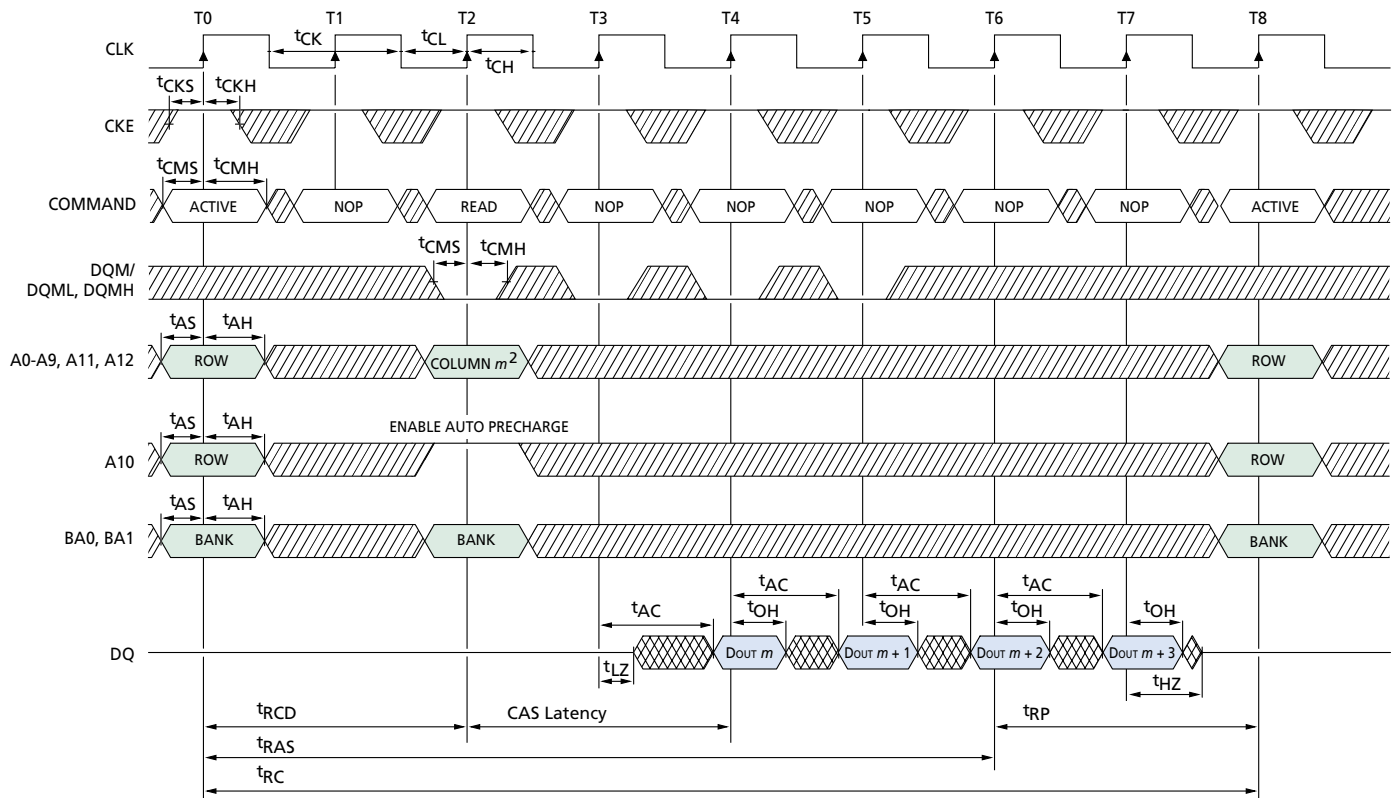 T0 T1 T2 T3 T4 T5 T6 T7 T8
CLK
tCK tCL
tCH
tCKS tCKH
CKE
tCMS tCMH
COMMAND ACTIVE NOP READ NOP NOP NOP NOP NOP ACTIVE
tCMS tCMH
DQM/
DQML, DQMH
tAS tAH
A0-A9, A11, A12 ROW COLUMN m2 ROW
tAS tAH ENABLE AUTO PRECHARGE
A10 ROW ROW
tAS tAH
BA0, BA1 BANK BANK BANK
tAC tAC tAC
tAC tOH tOH tOH tOH
DQ DOUT m DOUT m + 1 DOUT m + 2 DOUT m + 3
tLZ tHZ
tRCD CAS Latency tRP
tRAS
tRC